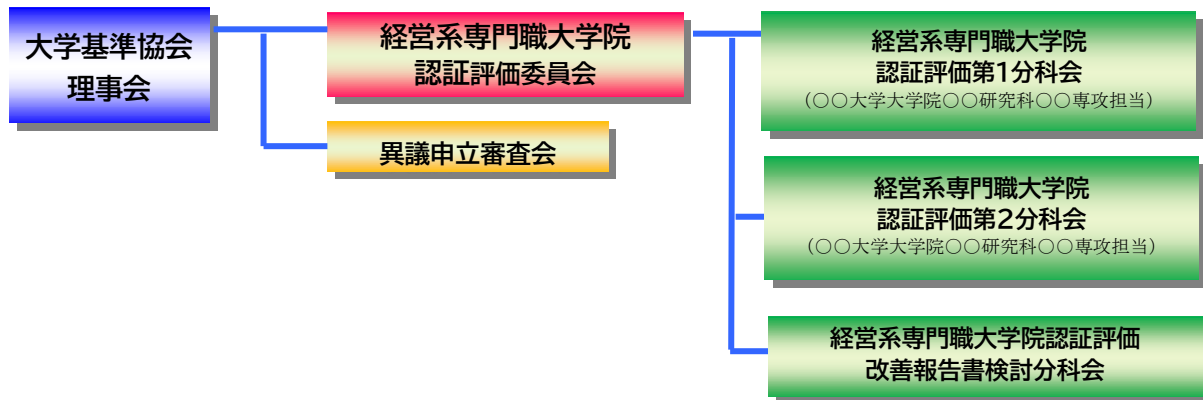 大学基準協会
理事会
経営系専門職大学院
認証評価委員会
異議申立審査会
経営系専門職大学院
認証評価第1分科会
(○○大学大学院○○研究科○○専攻担当)
経営系専門職大学院
認証評価第2分科会
(○○大学大学院○○研究科○○専攻担当)
経営系専門職大学院認証評価
改善報告書検討分科会